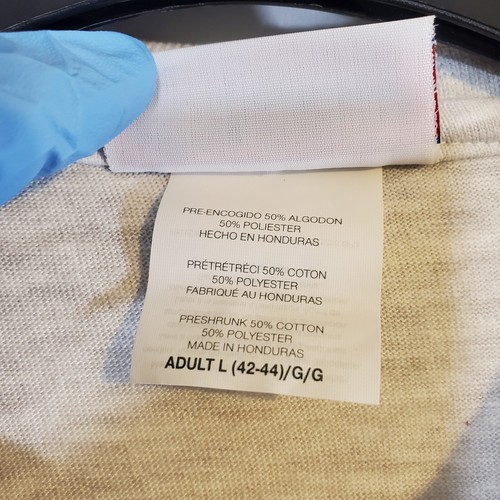 PRE-ENCOGIDO 50% ALGODON
50% POLIESTER
HECHO EN HONDURAS
PRÉTRÉTRÉCI 50% COTON
50% POLYESTER
FABRIQUÉ AU HONDURAS
PRESHRUNK 50% COTTON
50% POLYESTER
MADE IN HONDURAS
ADULT L (42-44)/G/G